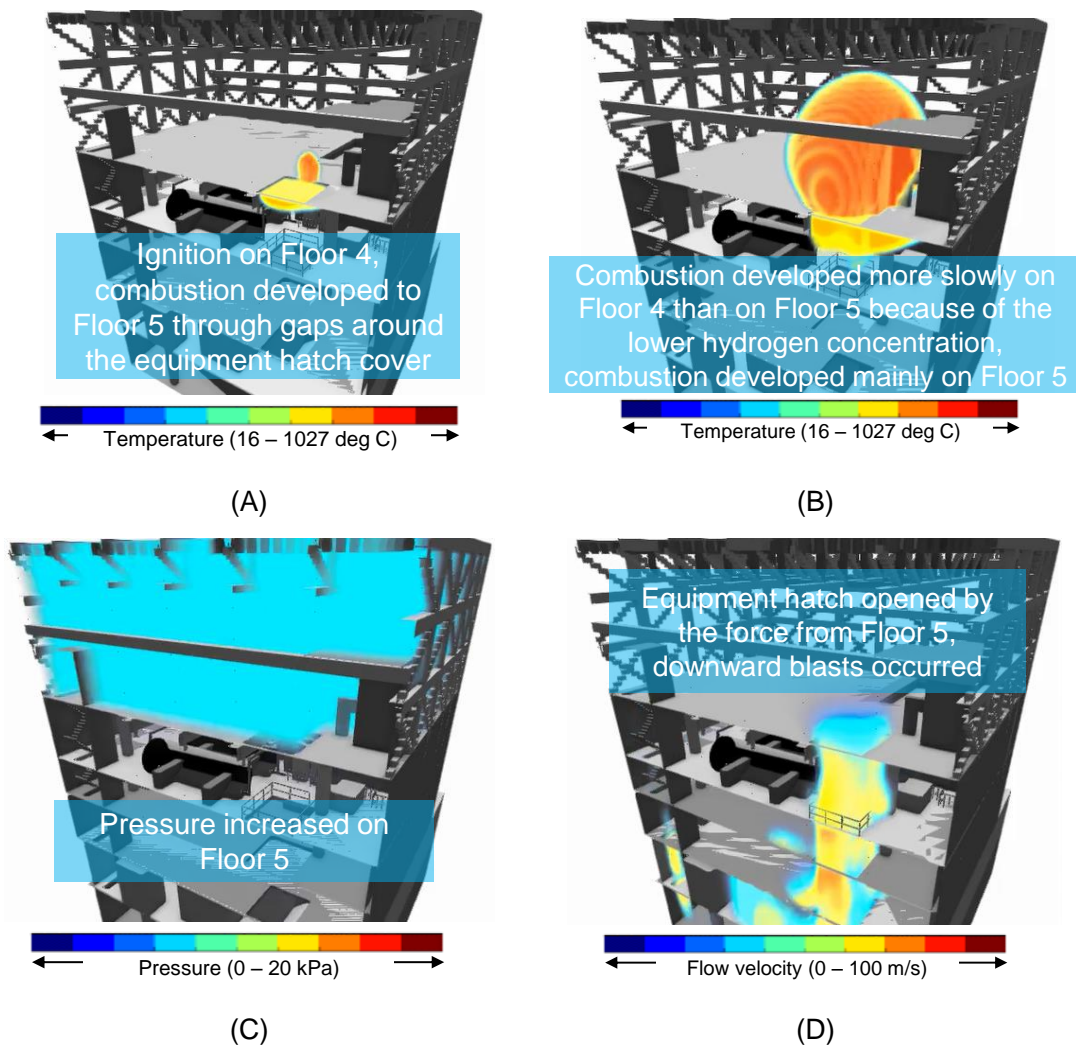 Ignition on Floor 4,
combustion developed to
Floor 5 through gaps around
the equipment hatch cover
Temperature (16 – 1027 deg C)
(A)
Combustion developed more slowly on
Floor 4 than on Floor 5 because of the
lower hydrogen concentration,
combustion developed mainly on Floor 5
Temperature (16 – 1027 deg C)
(B)
Pressure increased on
Floor 5
Pressure (0 – 20 kPa)
(C)
Equipment hatch opened by
the force from Floor 5,
downward blasts occurred
Flow velocity (0 – 100 m/s)
(D)